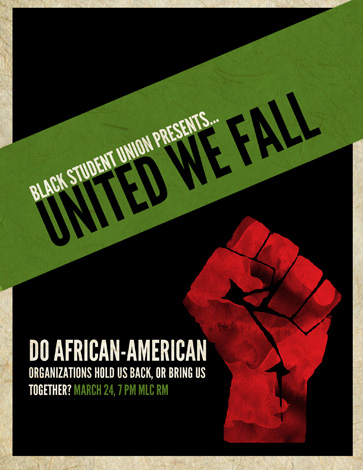 BLACK STUDENT UNION PRESENTS...
UNITED WE FALL
DO AFRICAN-AMERICAN
ORGANIZATIONS HOLD US BACK, OR BRING US
TOGETHER? MARCH 24, 7 PM MLC RM